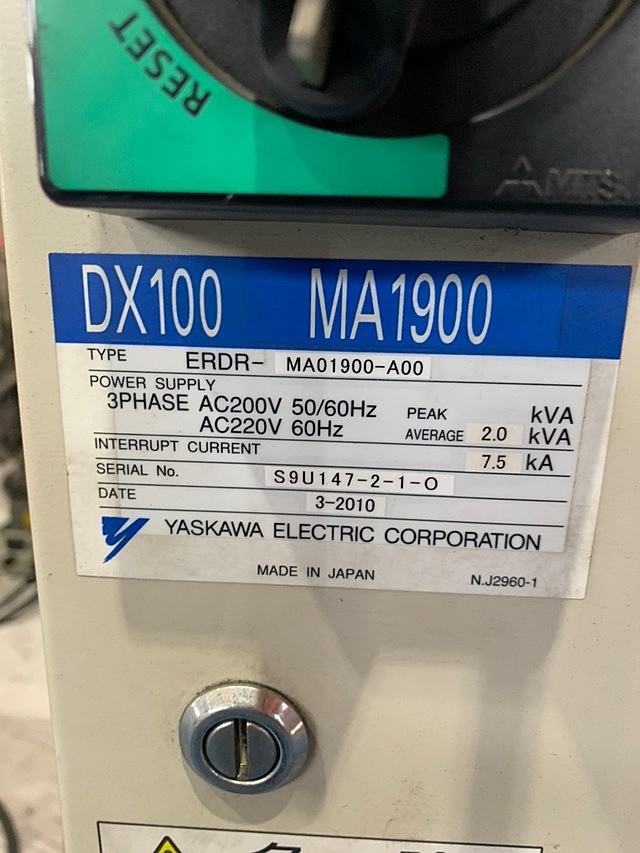 RESET
DX100 MA1900
TYPE ERDR- MA01900-A00
POWER SUPPLY
3PHASE AC200V 50/60Hz PEAK kVA
AC220V 60Hz AVERAGE 2.0 kVA
INTERRUPT CURRENT 7.5 kA
SERIAL No. S9U147-2-1-0
DATE 3-2010
YASKAWA ELECTRIC CORPORATION
MADE IN JAPAN N.J2960-1